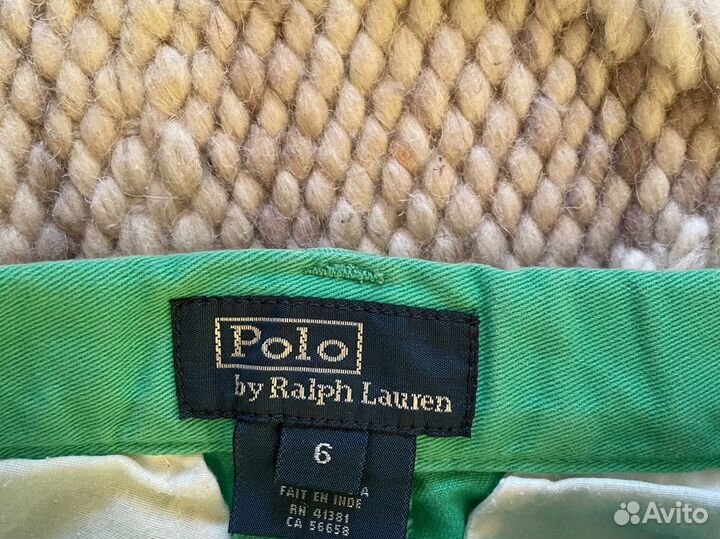 Polo
by Ralph Lauren
6
FAIT EN INDE
RN 41381
CA 56658
Avito